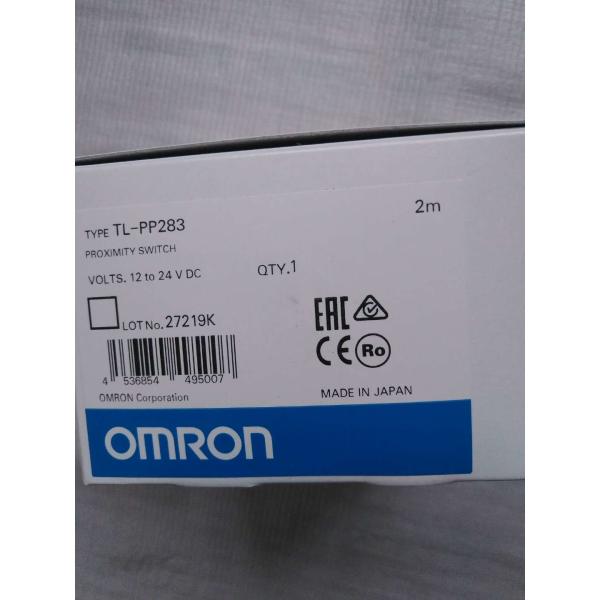 TYPE TL-PP283
2m
PROXIMITY SWITCH
VOLTS. 12 to 24 V DC
QTY.1
LOT No. 27219K
EAC
CE Ro
4 536854 495007
MADE IN JAPAN
OMRON Corporation
OMRON